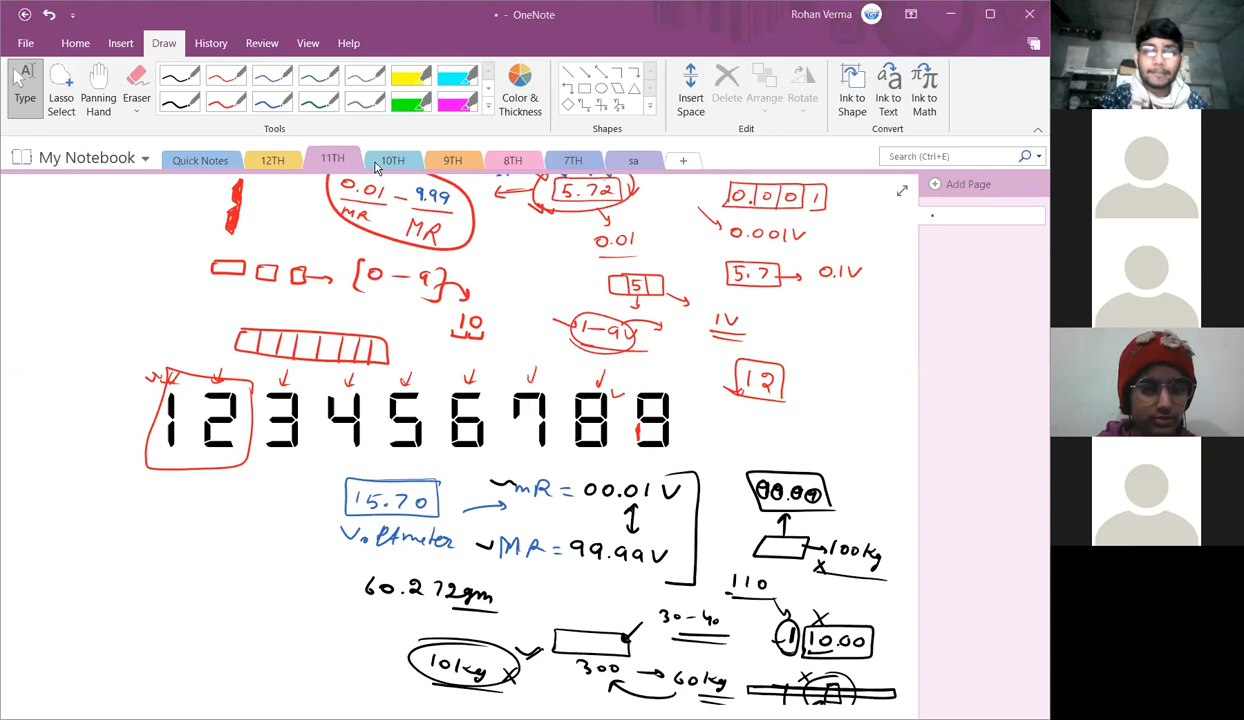 • - OneNote
Rohan Verma
File Home Insert Draw History Review View Help
Type
Lasso Select
Panning Hand
Eraser
Color & Thickness
Insert Space
Delete
Arrange
Rotate
Ink to Shape
Ink to Text
Ink to Math
Tools Shapes Edit Convert
My Notebook
Quick Notes 12TH 11TH 10TH 9TH 8TH 7TH sa +
Search (Ctrl+E)
Add Page
0.01 - 9.99
MR MR
5.72
0.01
0.001
0.001V
[0 - 9]
10
5
5.7 → 0.1V
1-9V
1V
12
1 2 3 4 5 6 7 8 9
15.70
Voltmeter
mR = 00.01 V
MR = 99.99V
99.99
100kg
60.272gm
110
10.00
30-40
300 → 60kg
101kg